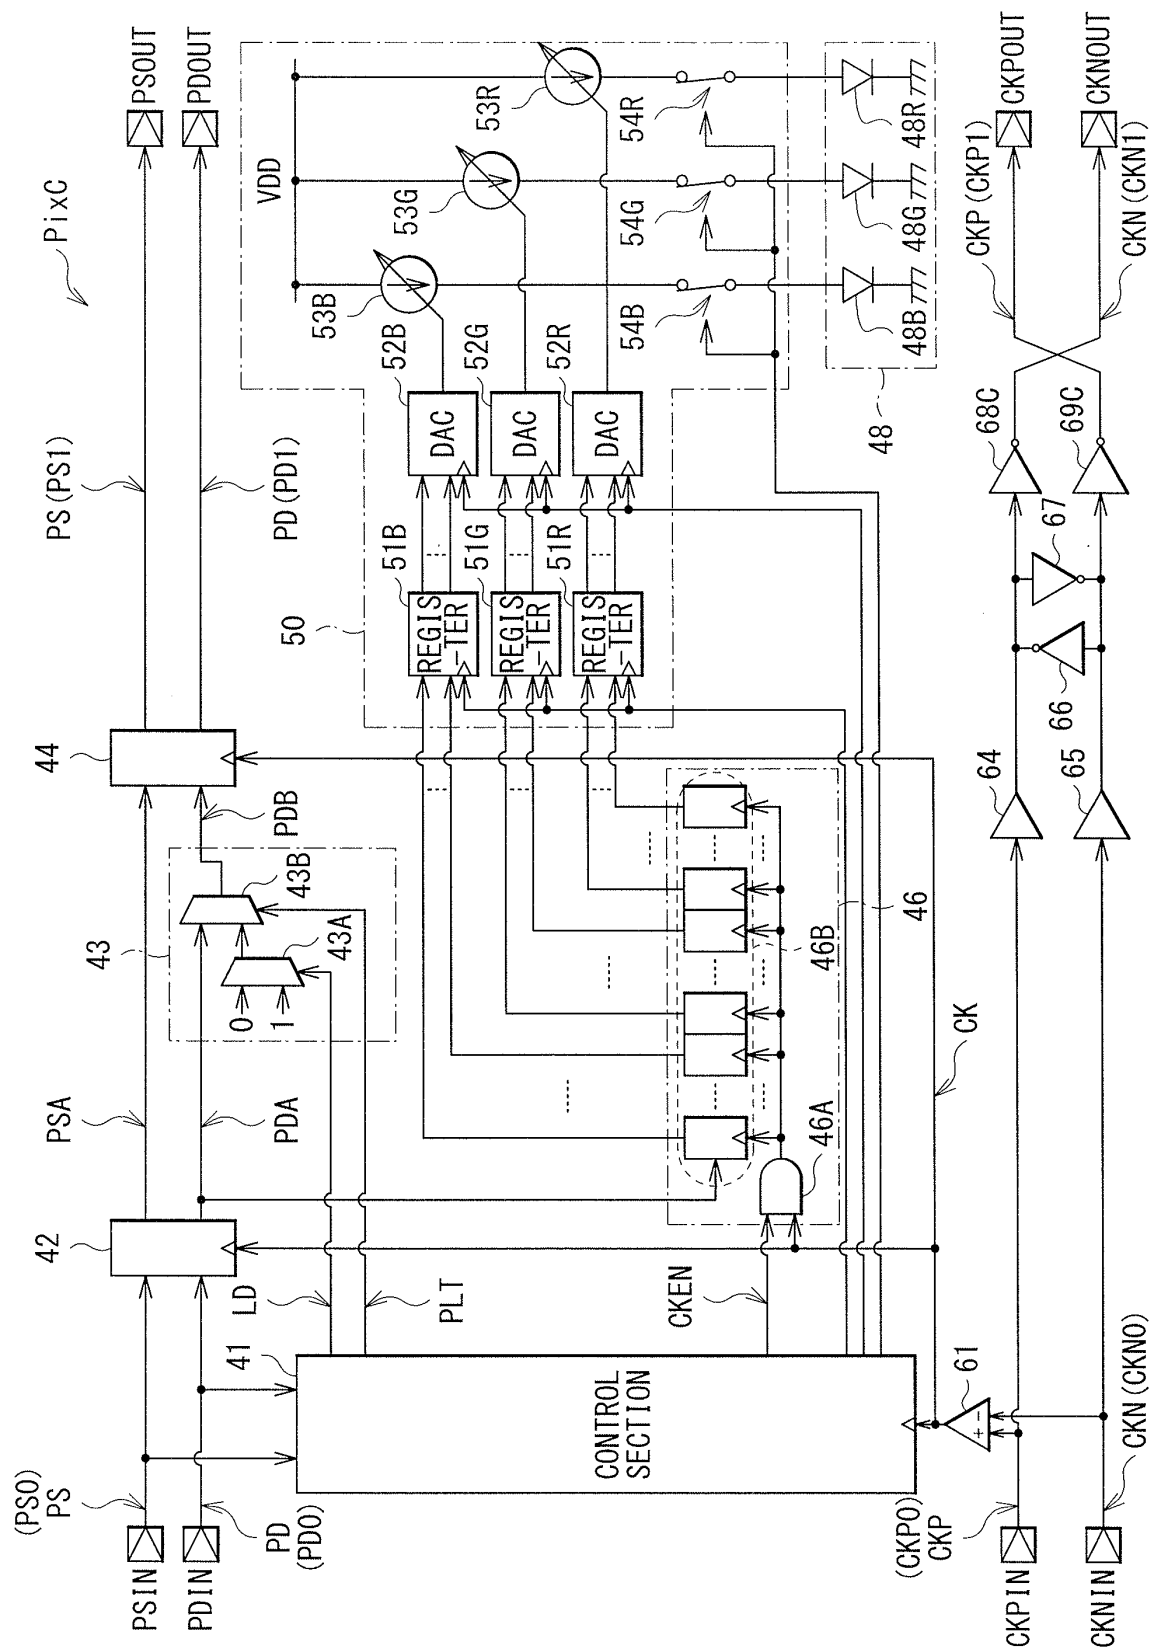 PixC
PSIN
PDIN
(PS0)
PS
PD
(PD0)
42
PSA
PDA
43
0
1
43A
43B
PDB
44
PS(PS1)
PD(PD1)
PSOUT
PDOUT
41
LD
PLT
CONTROL
SECTION
CKEN
50
51B
REGIS
-TER
51G
REGIS
-TER
51R
REGIS
-TER
52B
DAC
52G
DAC
52R
DAC
VDD
53B
53G
53R
54B
54G
54R
48B
48G
48R
48
46A
46B
46
CK
61
+
-
(CKP0)
CKP
CKN(CKN0)
CKPIN
CKNIN
64
65
66
67
68C
69C
CKP(CKP1)
CKN(CKN1)
CKPOUT
CKNOUT